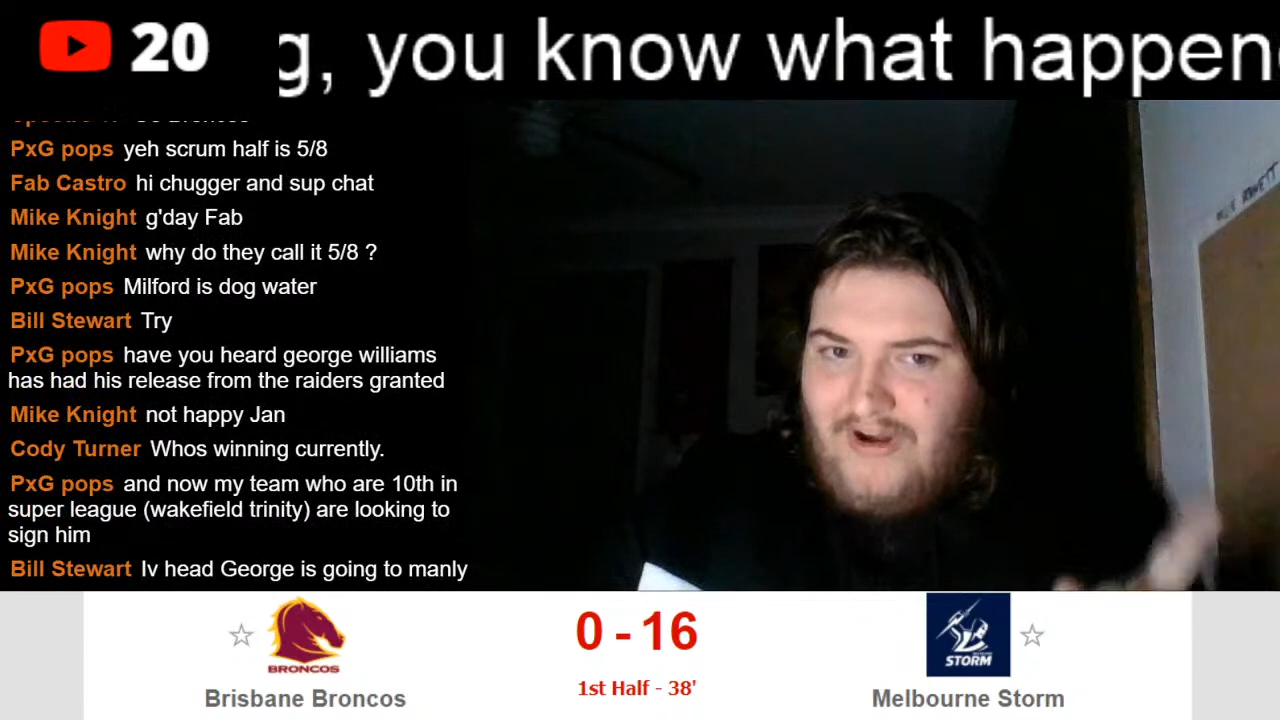 20
g, you know what happen
PxG pops yeh scrum half is 5/8
Fab Castro hi chugger and sup chat
Mike Knight g'day Fab
Mike Knight why do they call it 5/8 ?
PxG pops Milford is dog water
Bill Stewart Try
PxG pops have you heard george williams
has had his release from the raiders granted
Mike Knight not happy Jan
Cody Turner Whos winning currently.
PxG pops and now my team who are 10th in
super league (wakefield trinity) are looking to
sign him
Bill Stewart Iv head George is going to manly
BRONCOS
Brisbane Broncos
0 - 16
1st Half - 38'
STORM
Melbourne Storm